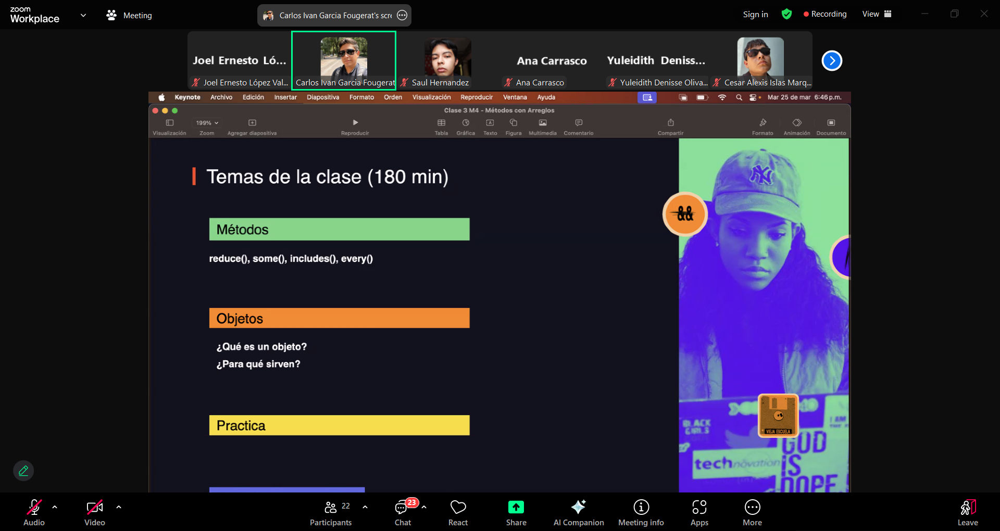 zoom
Workplace
Meeting
Carlos Ivan Garcia Fougerat's scre
Sign in
Recording
View
Joel Ernesto Ló...
Ana Carrasco
Yuleidith Deniss...
Joel Ernesto López Val...
Carlos Ivan Garcia Fougerat
Saul Hernandez
Ana Carrasco
Yuleidith Denisse Oliva...
Cesar Alexis Islas Marq...
Keynote Archivo Edición Insertar Diapositiva Formato Orden Visualización Reproducir Ventana Ayuda
Mar 25 de mar 6:46 p.m.
Clase 3 M4 - Métodos con Arreglos
199%
Visualización Zoom Agregar diapositiva Reproducir Tabla Gráfica Texto Figura Multimedia Comentario Compartir Formato Animación Documento
Temas de la clase (180 min)
Métodos
reduce(), some(), includes(), every()
Objetos
¿Qué es un objeto?
¿Para qué sirven?
Practica
NY
&&
VIEJA ESCUELA
BLACK
GIRLS
I AM
GOD
IS
DOPE
technovation
22
23
Audio
Video
Participants
Chat
React
Share
AI Companion
Meeting info
Apps
More
Leave